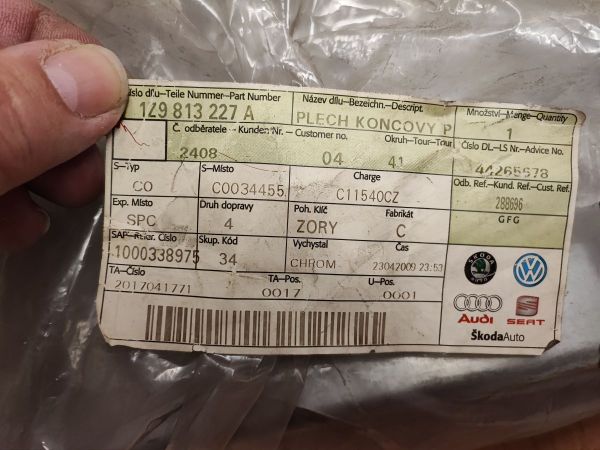 číslo dílu–Teile Nummer–Part Number
1Z9 813 227 A
Název dílu–Bezeichn.–Descript.
PLECH KONCOVY P
Množství–Menge–Quantity
1
Č. odběratele–Kunden Nr.–Customer no.
2408
04
Okruh–Tour–Tour
41
Číslo DL–LS Nr.–Advice No.
44265678
S–Typ
CO
S–Místo
C0034455
Charge
C11540CZ
Odb. Ref.–Kund. Ref.–Cust. Ref.
288696
GFG
Exp. Místo
SPC
Druh dopravy
4
Poh. Klíč
ZORY
Fabrikát
C
SAP–Refer. Číslo
1000338975
Skup. Kód
34
Vychystal
CHROM
Čas
23042009 23:53
TA–Číslo
2017041771
TA–Pos.
0017
U–Pos.
0001
Audi
SEAT
ŠkodaAuto